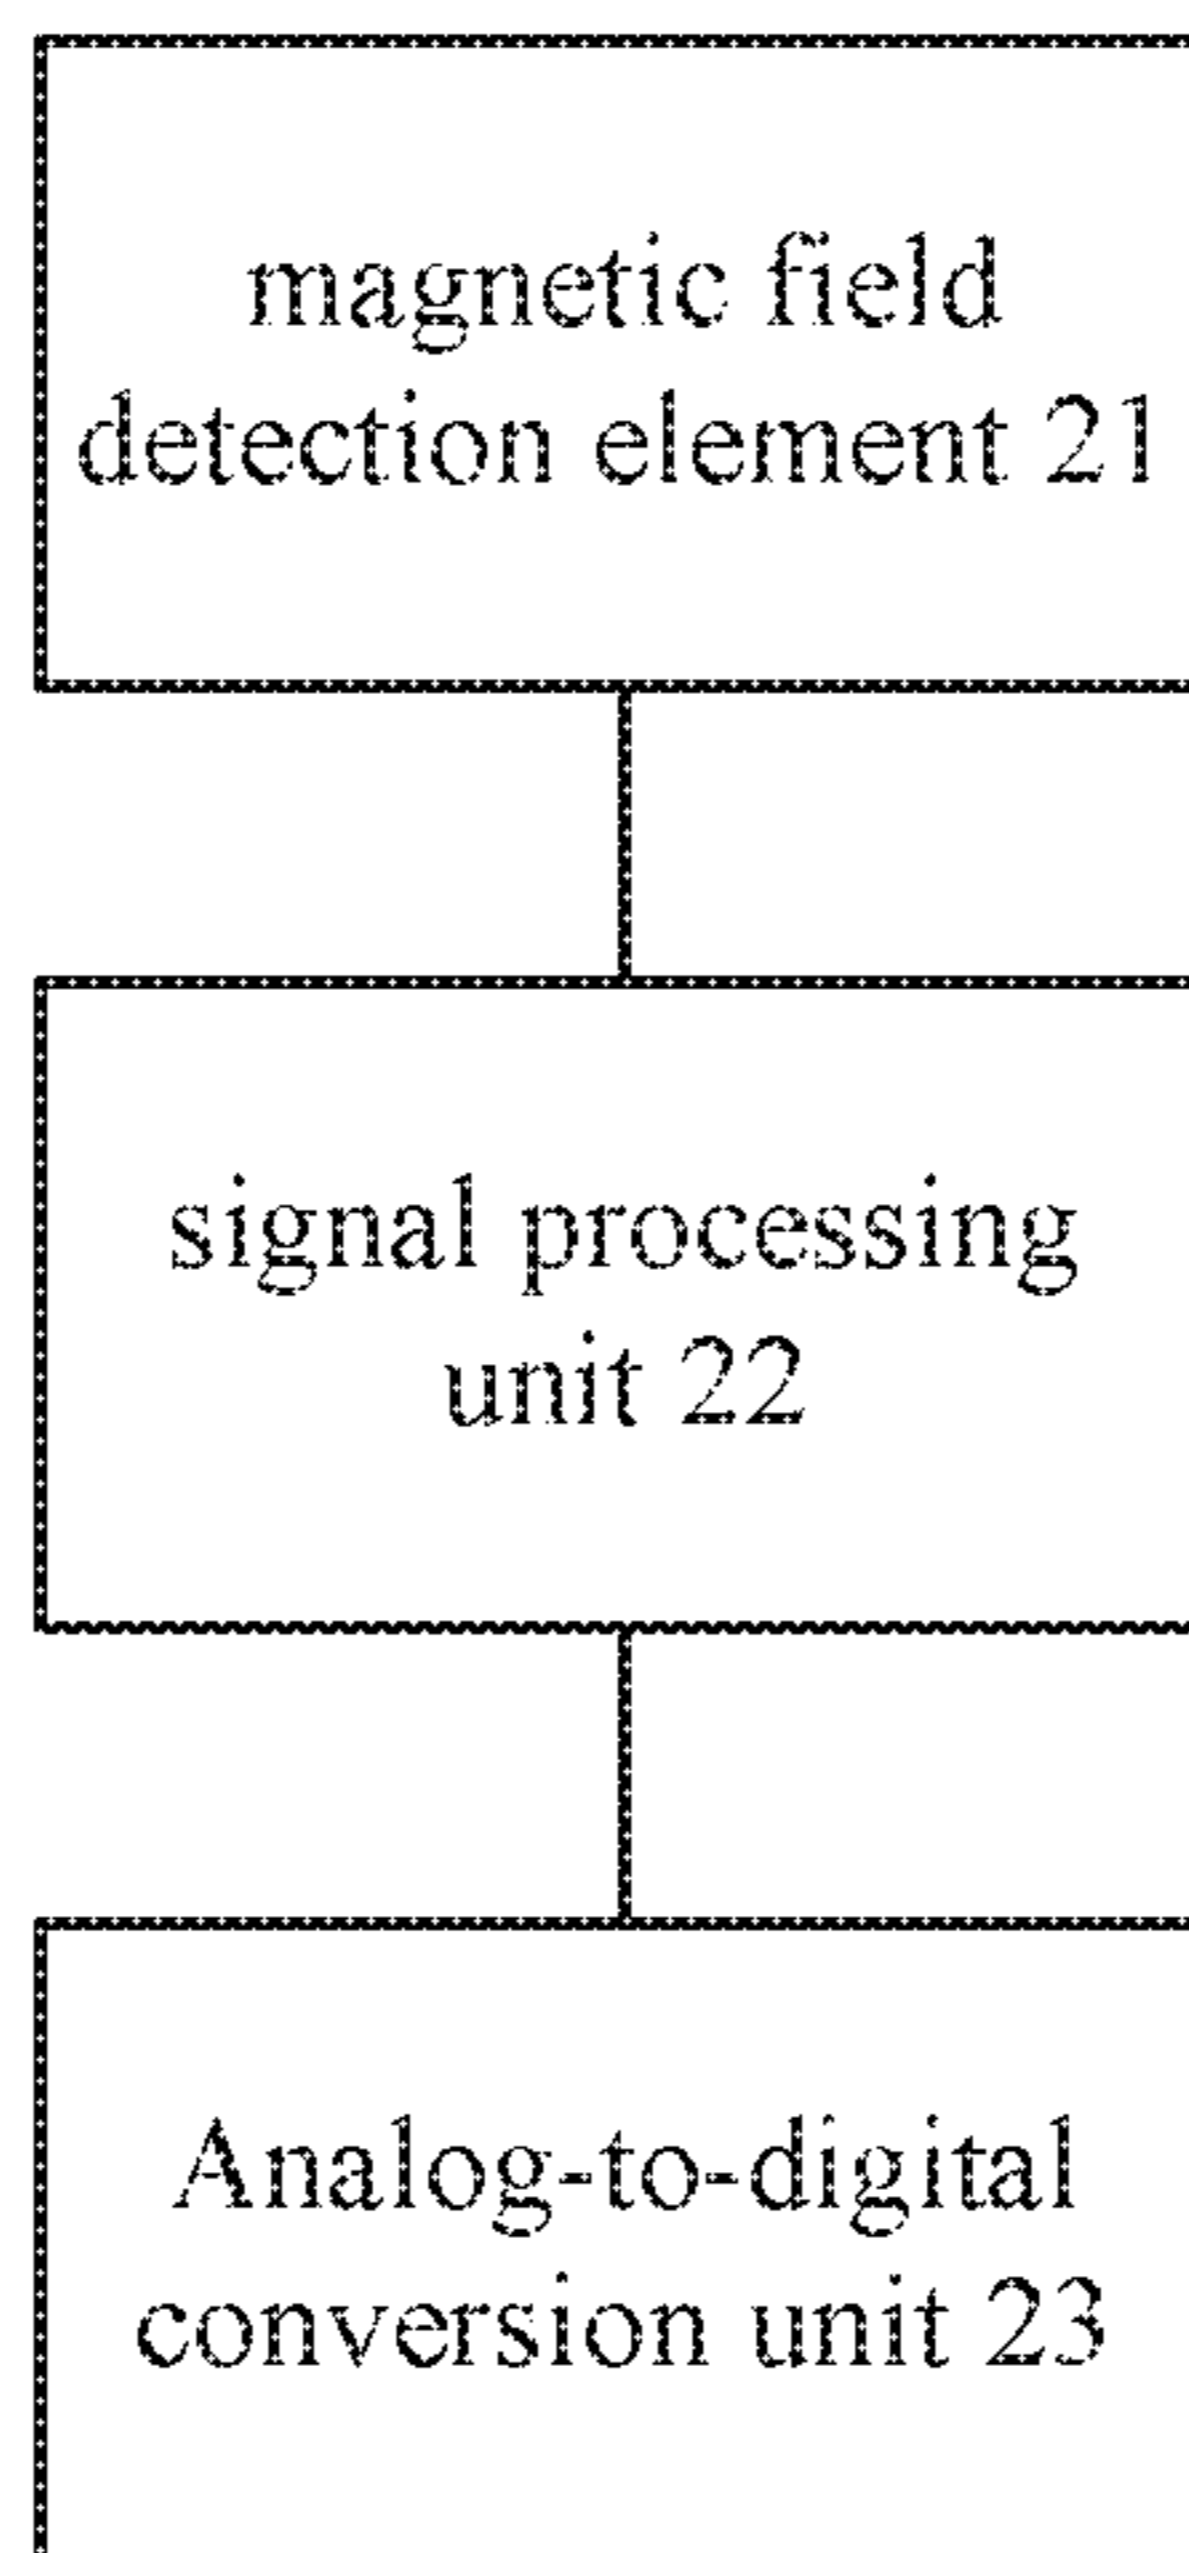 magnetic field
detection element 21
signal processing
unit 22
Analog-to-digital
conversion unit 23